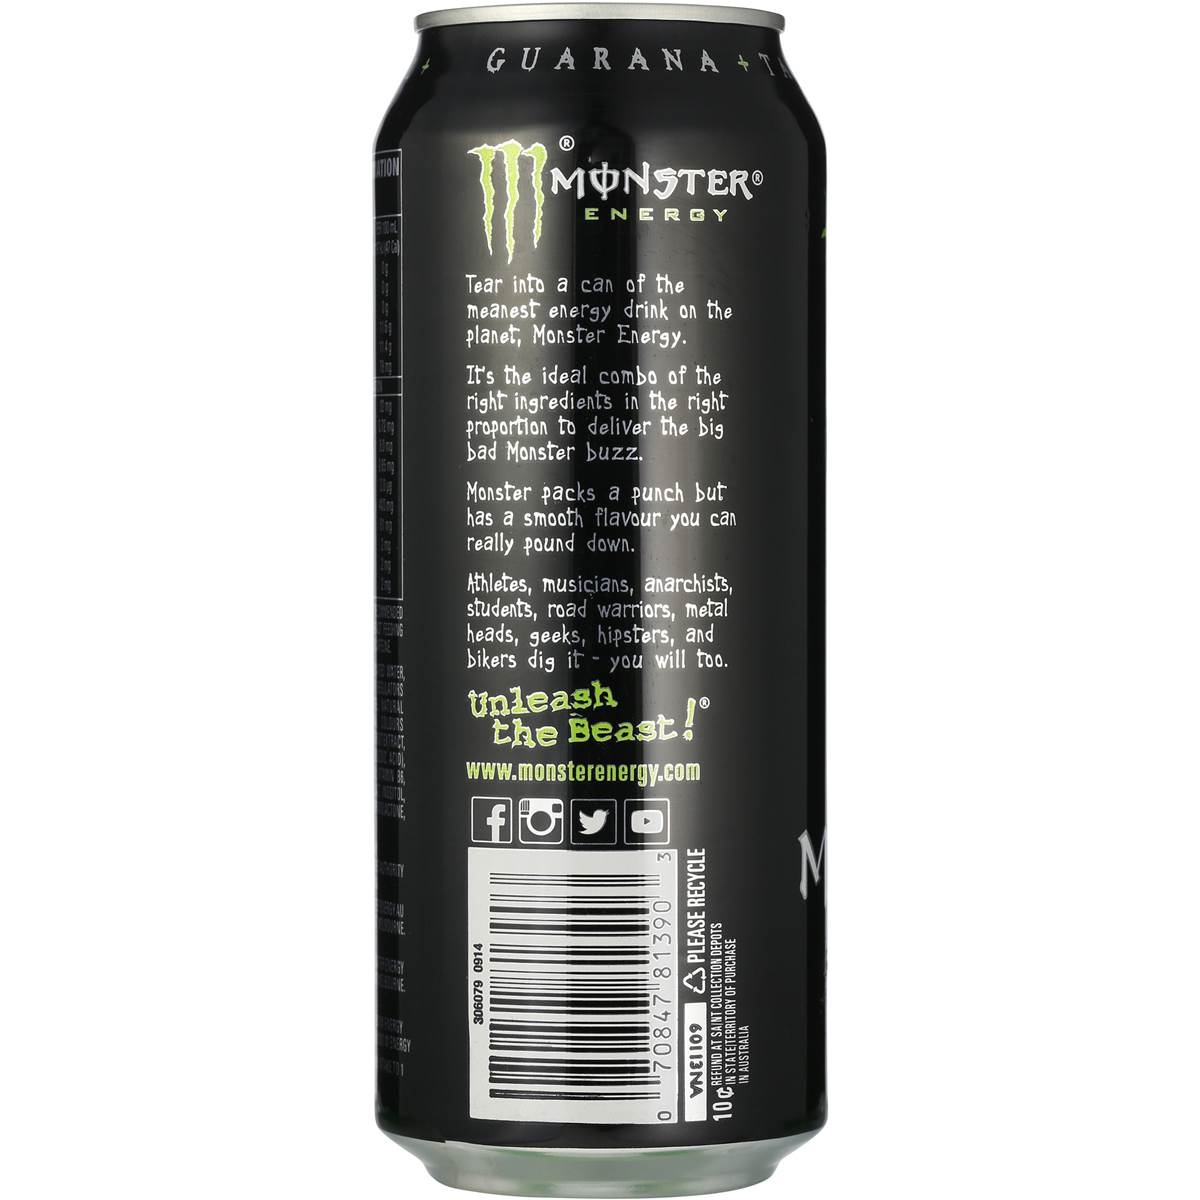 GUARANA + TA
MONSTER®
ENERGY
Tear into a can of the
meanest energy drink on the
planet, Monster Energy.
It's the ideal combo of the
right ingredients in the right
proportion to deliver the big
bad Monster buzz.
Monster packs a punch but
has a smooth flavour you can
really pound down.
Athletes, musicians, anarchists,
students, road warriors, metal
heads, geeks, hipsters, and
bikers dig it - you will too.
Unleash
the Beast!®
www.monsterenergy.com
306079 0914
0 70847 81390 3
PLEASE RECYCLE
VNE1109
10¢ REFUND AT SA/NT COLLECTION DEPOTS
IN STATE/TERRITORY OF PURCHASE
IN AUSTRALIA